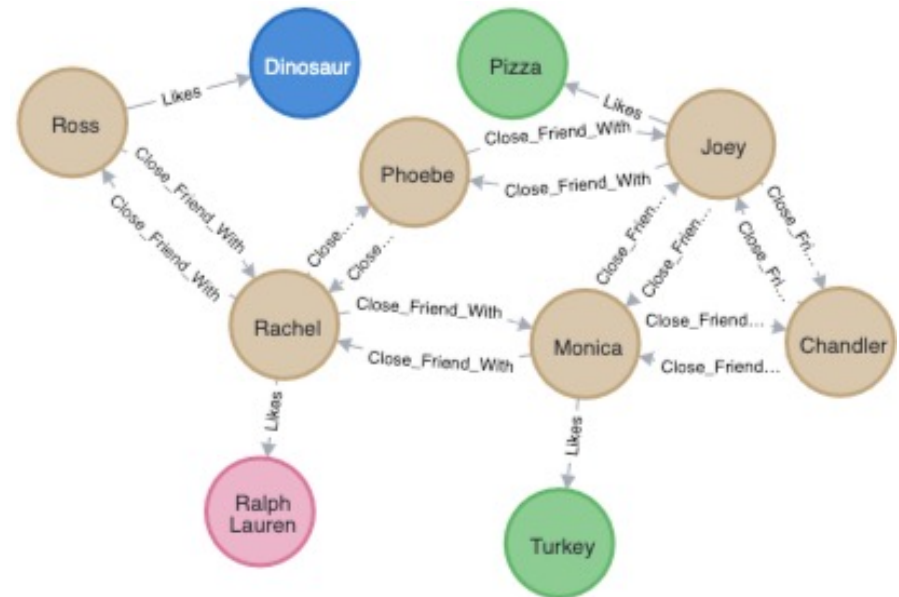 Dinosaur
Pizza
Likes
Likes
Ross
Close_Friend_With
Joey
Phoebe
Close_Friend_With
Close_Friend_With
Close_Friend_With
Close_Fri...
Close_Fri...
Close...
Close...
Close_Frien...
Close_Frien...
Rachel
Close_Friend_With
Close_Friend...
Monica
Chandler
Close_Friend_With
Close_Friend...
Likes
Likes
Ralph
Lauren
Turkey